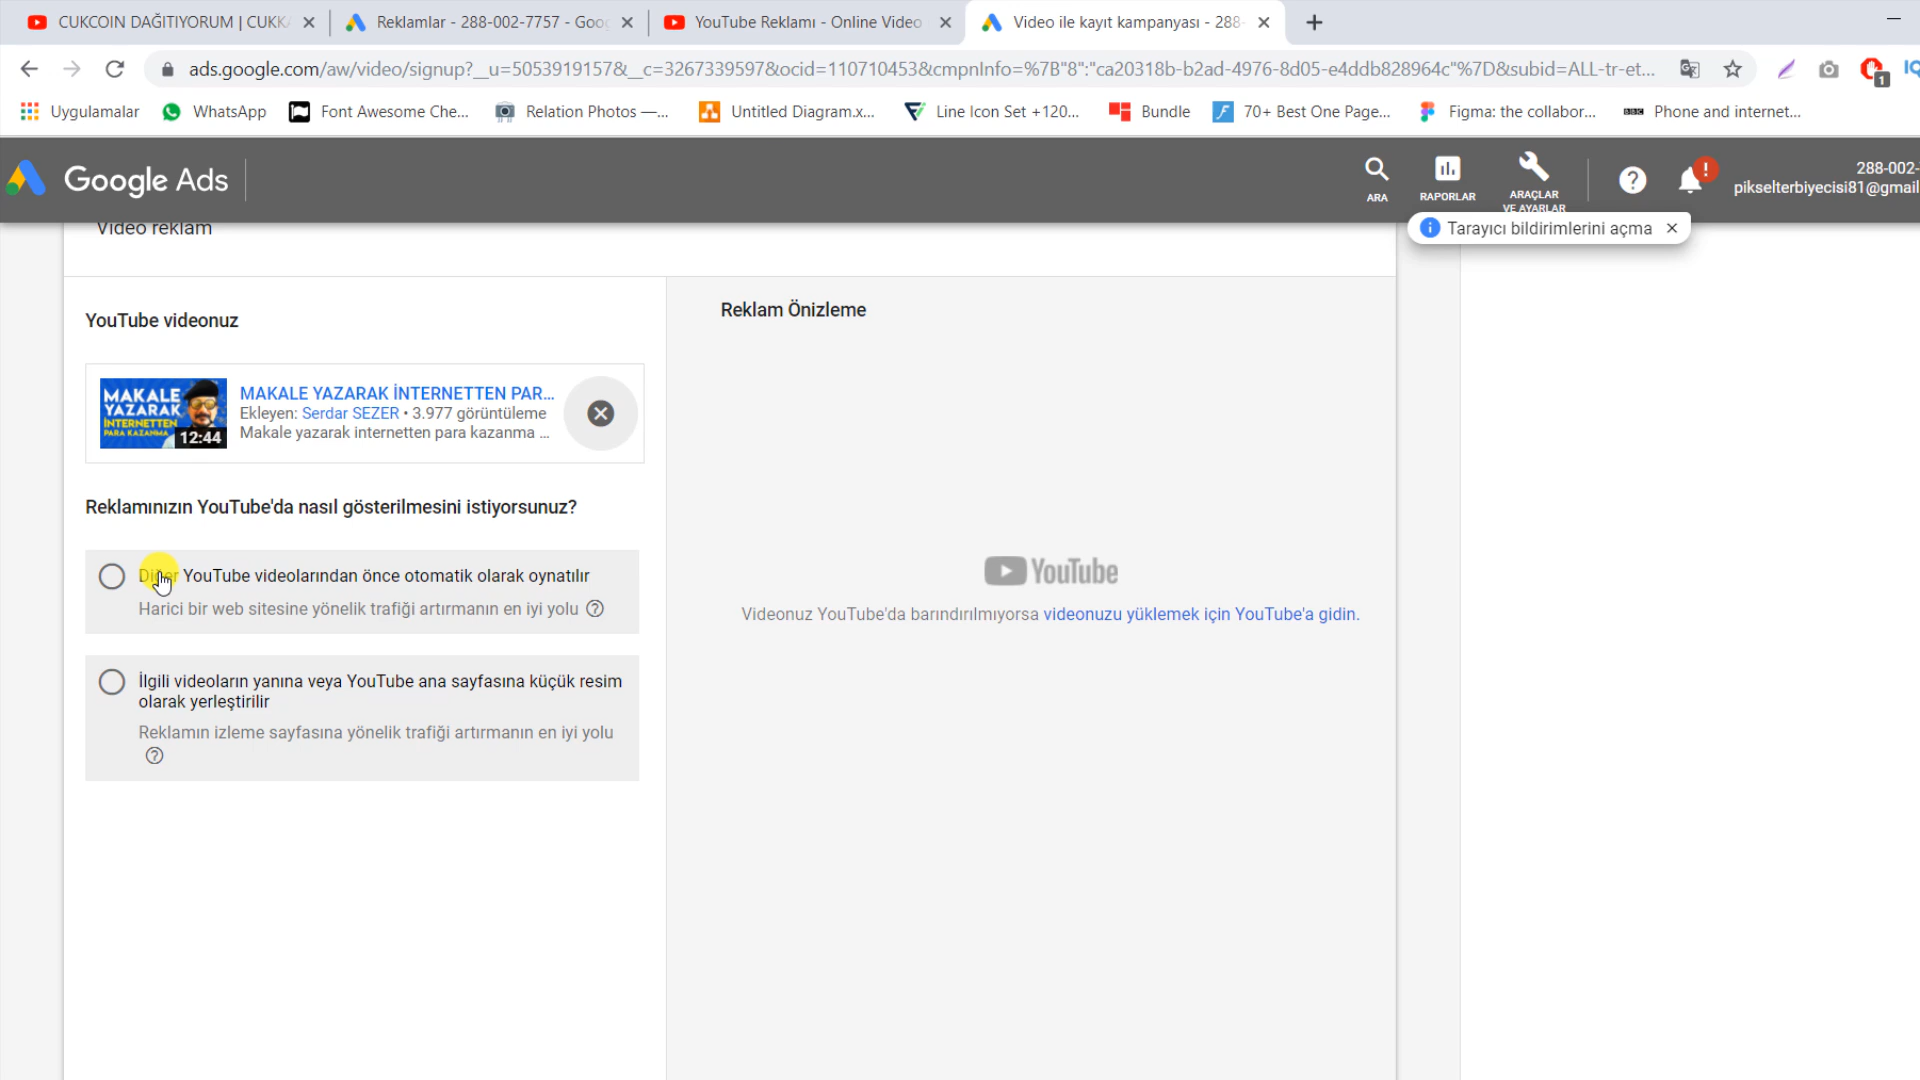 CUKCOIN DAĞITIYORUM | CUKK
Reklamlar - 288-002-7757 - Goo
YouTube Reklamı - Online Video
Video ile kayıt kampanyası - 288-
ads.google.com/aw/video/signup?__u=5053919157&__c=3267339597&ocid=110710453&cmpnInfo=%7B"8":"ca20318b-b2ad-4976-8d05-e4ddb828964c"%7D&subid=ALL-tr-et...
1
Uygulamalar
WhatsApp
Font Awesome Che...
Relation Photos —...
Untitled Diagram.x...
Line Icon Set +120...
Bundle
70+ Best One Page...
Figma: the collabor...
BBC
Phone and internet...
Google Ads
ARA
RAPORLAR
ARAÇLAR
VE AYARLAR
288-002-
pikselterbiyecisi81@gmail
Tarayıcı bildirimlerini açma
Video reklam
YouTube videonuz
MAKALE
YAZARAK
İNTERNETTEN
PARA KAZANMA
12:44
MAKALE YAZARAK İNTERNETTEN PAR...
Ekleyen: Serdar SEZER • 3.977 görüntüleme
Makale yazarak internetten para kazanma ...
Reklamınızın YouTube'da nasıl gösterilmesini istiyorsunuz?
Diğer YouTube videolarından önce otomatik olarak oynatılır
Harici bir web sitesine yönelik trafiği artırmanın en iyi yolu
İlgili videoların yanına veya YouTube ana sayfasına küçük resim
olarak yerleştirilir
Reklamın izleme sayfasına yönelik trafiği artırmanın en iyi yolu
Reklam Önizleme
YouTube
Videonuz YouTube'da barındırılmıyorsa videonuzu yüklemek için YouTube'a gidin.